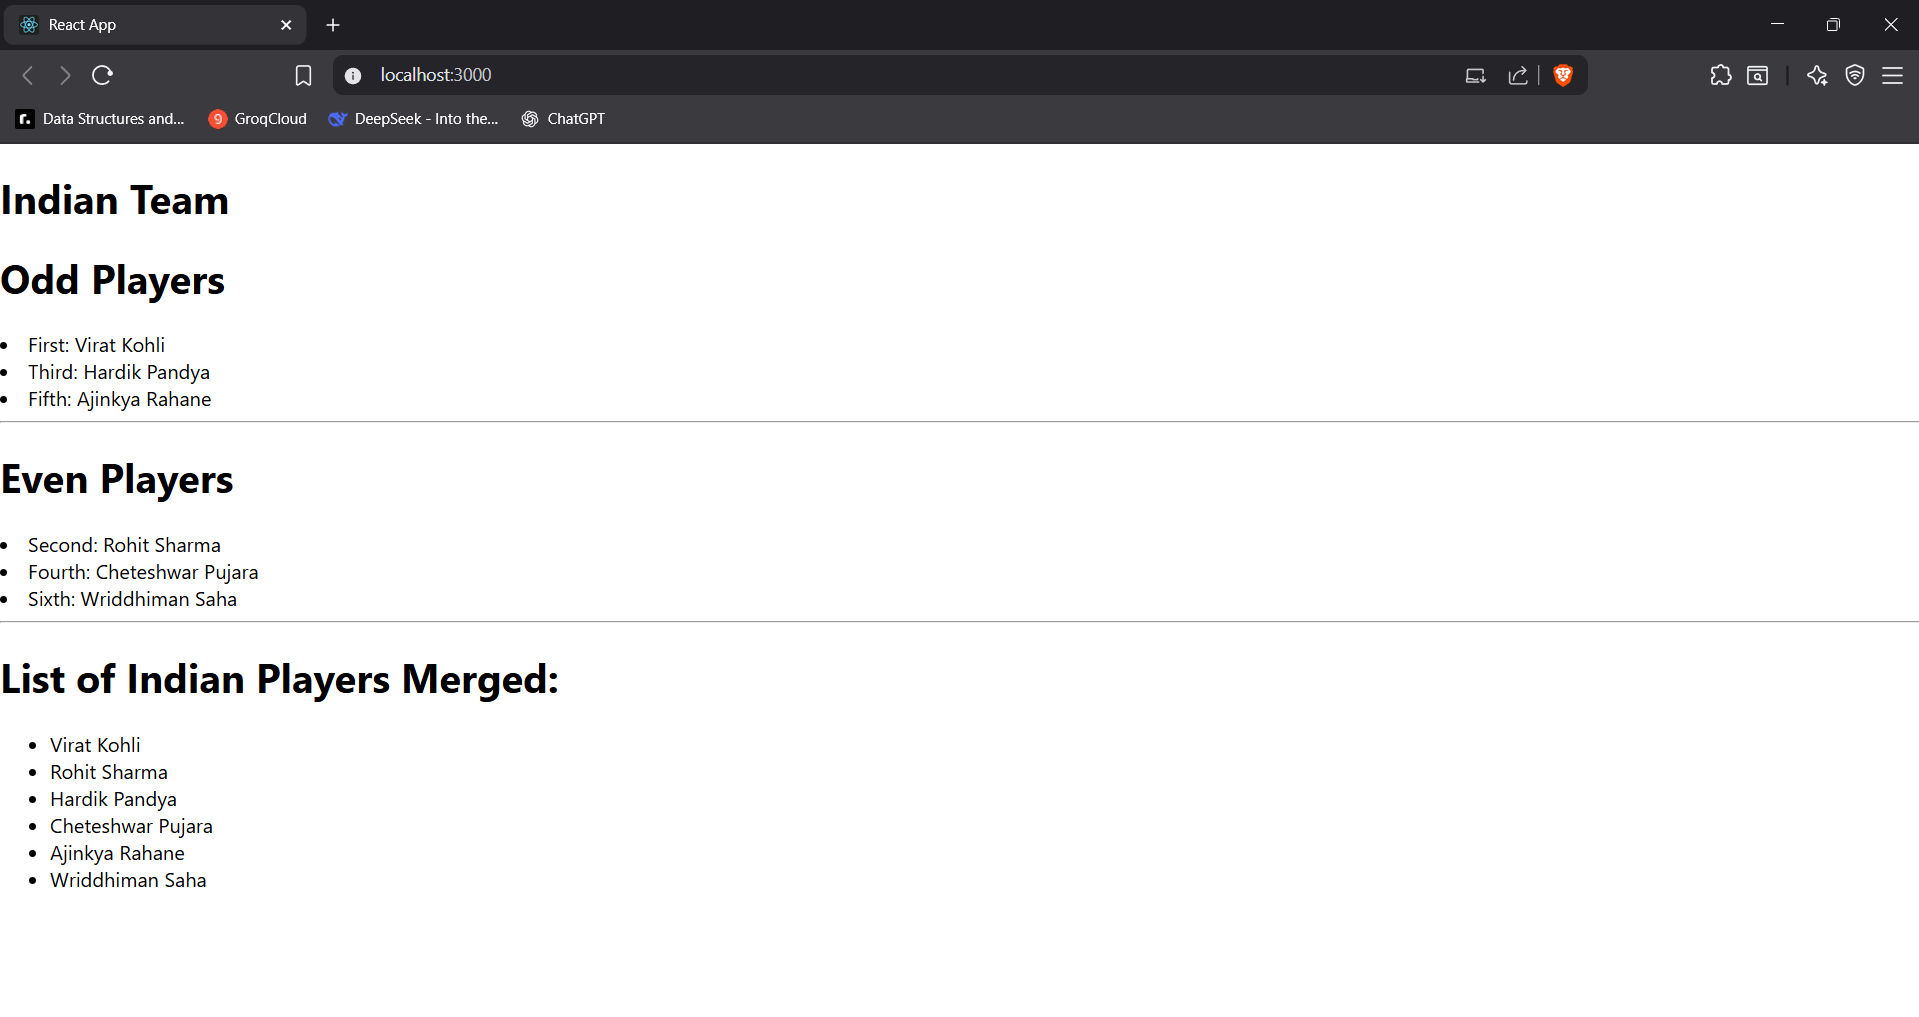 React App
localhost:3000
Data Structures and... GroqCloud DeepSeek - Into the... ChatGPT
Indian Team
Odd Players
First: Virat Kohli
Third: Hardik Pandya
Fifth: Ajinkya Rahane
Even Players
Second: Rohit Sharma
Fourth: Cheteshwar Pujara
Sixth: Wriddhiman Saha
List of Indian Players Merged:
Virat Kohli
Rohit Sharma
Hardik Pandya
Cheteshwar Pujara
Ajinkya Rahane
Wriddhiman Saha